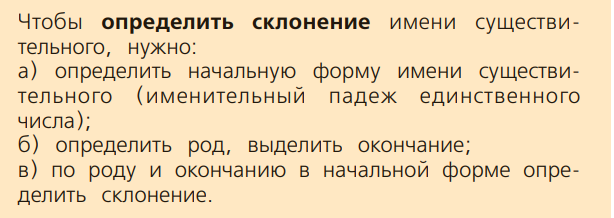 Чтобы определить склонение имени существи-
тельного, нужно:
а) определить начальную форму имени существи-
тельного (именительный падеж единственного
числа);
б) определить род, выделить окончание;
в) по роду и окончанию в начальной форме опре-
делить склонение.